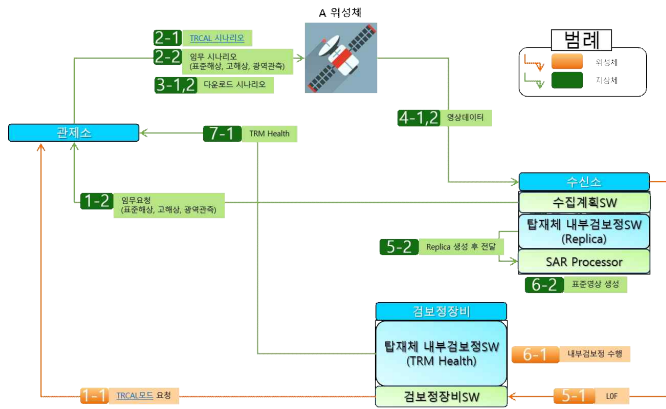 A 위성체
2-1 TRCAL 시나리오
2-2 임무 시나리오
(표준해상, 고해상, 광역관측)
3-1,2 다운로드 시나리오
범례
위성체
지상체
관제소
7-1 TRM Health
4-1,2 영상데이터
1-2 임무요청
(표준해상, 고해상, 광역관측)
수신소
수집계획SW
탑재체 내부검보정SW
(Replica)
SAR Processor
5-2 Replica 생성 후 전달
6-2 표준영상 생성
검보정장비
탑재체 내부검보정SW
(TRM Health)
검보정장비SW
6-1 내부검보정 수행
1-1 TRCAL모드 요청
5-1 L0F